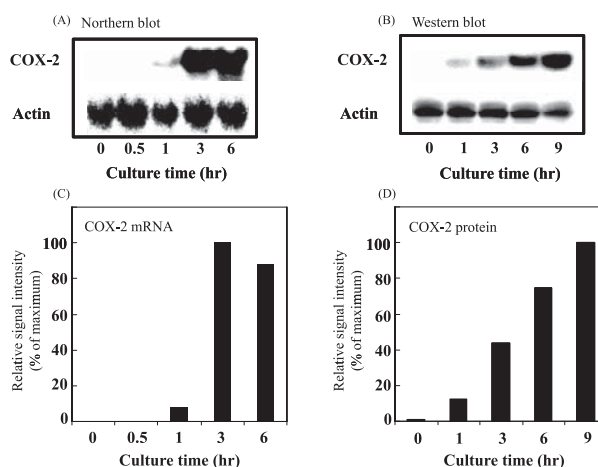 (A) Northern blot
COX-2
Actin
0 0.5 1 3 6
Culture time (hr)
(B) Western blot
COX-2
Actin
0 1 3 6 9
Culture time (hr)
(C)
COX-2 mRNA
Relative signal intensity
(% of maximum)
100
80
60
40
20
0
0 0.5 1 3 6
Culture time (hr)
(D)
COX-2 protein
Relative signal intensity
(% of maximum)
100
80
60
40
20
0
0 1 3 6 9
Culture time (hr)